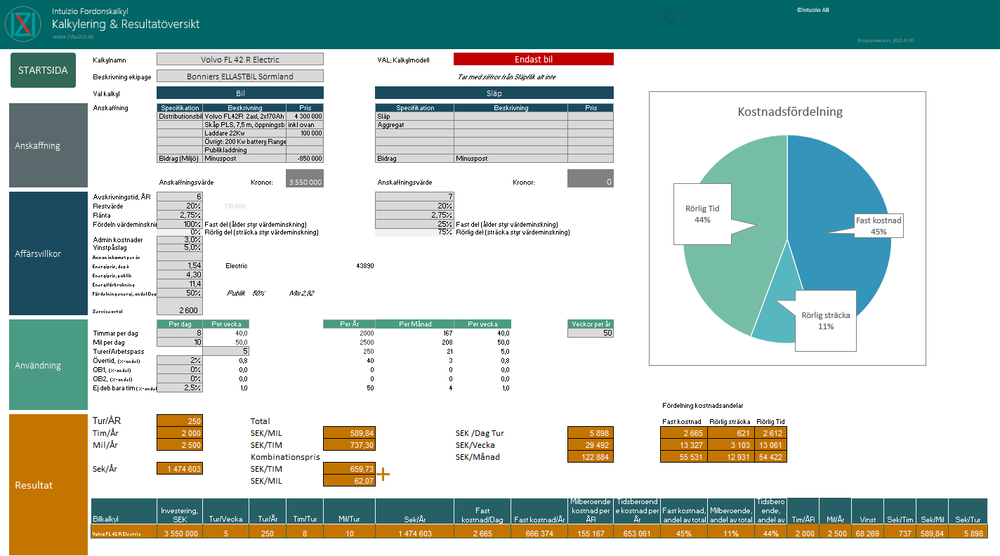 Intuizio Fordonskalkyl
Kalkylering & Resultatöversikt
www.intuizio.se
©Intuizio AB
Programversion; 2021-11-10
STARTSIDA
Kalkylnamn Volvo FL 42 R Electric VAL; Kalkylmodell Endast bil
Beskrivning ekipage Bonniers ELLASTBIL Sörmland Tar med siffror från Släpflik alt inte
Val kalkyl Bil Släp
Anskaffning
Anskaffning Specifikation Beskrivning Pris Specifikation Beskrivning Pris
Distributionsbil Volvo FL42R 2axl, 2x170Ah 4 300 000 Släp
Skåp PLS, 7,5 m, öppningsb inkl ovan Aggregat
Laddare 22Kw 100 000
Övrigt: 200 Kw battery Range
Publikladdning
Bidrag (Miljö) Minuspost -850 000 Bidrag Minuspost
Anskaffningsvärde Kronor: 3 550 000 Anskaffningsvärde Kronor: 0
Affärsvillkor
Avskrivningstid, ÅR 6 7
Restvärde 20% 710 000 20%
Ränta 2,75% 2,75%
Fördeln värdeminskni 100% Fast del (ålder styr värdeminskning) 25% Fast del (ålder styr värdeminskning)
0% Rörlig del (sträcka styr värdeminskning) 75% Rörlig del (sträcka styr värdeminskning)
Admin kostnader 3,0%
Vinstpåslag 5,0%
Annan inkomst per år
Energipris, depå 1,54 Electric 43890
Energipris, publik 4,30
Energiförbrukning 11,4
Fördelning energi, andel Dep 50% Publik 50% Mix 2,92
Serviceavtal 2 600
Användning
Per dag Per vecka Per År Per Månad Per vecka Veckor per år
Timmar per dag 8 40,0 2000 167 40,0 50
Mil per dag 10 50,0 2500 208 50,0
Turer/Arbetspass 5 250 21 5,0
Övertid, (%-andel) 2% 0,8 40 3 0,8
OB1, (%-andel) 0% 0,0 0 0 0,0
OB2, (%-andel) 0% 0,0 0 0 0,0
Ej deb bara tim (%-andel 2,5% 1,0 50 4 1,0
Kostnadsfördelning
Rörlig Tid
44%
Fast kostnad
45%
Rörlig sträcka
11%
Resultat
Fördelning kostnadsandelar
Tur/ÅR 250 Total Fast kostnad Rörlig sträcka Rörlig Tid
Tim/År 2 000 SEK/MIL 589,84 SEK /Dag Tur 5 898 2 665 621 2 612
Mil/År 2 500 SEK/TIM 737,30 SEK/Vecka 29 492 13 327 3 103 13 061
Kombinationspris SEK/Månad 122 884 55 531 12 931 54 422
Sek/År 1 474 603 SEK/TIM 659,73
SEK/MIL 62,07
Bilkalkyl Investering, SEK Tur/Vecka Tur/År Tim/Tur Mil/Tur Sek/År Fast kostnad/Dag Fast kostnad/År Milberoende kostnad per ÅR Tidsberoend e kostnad per År Fast kostnad, andel av total Milberoende, andel av total Tidsbero ende, andel av Tim/ÅR Mil/År Vinst Sek/Tim Sek/Mil Sek/Tur
Volvo FL 42 R Electric 3 550 000 5 250 8 10 1 474 603 2 665 666 374 155 167 653 061 45% 11% 44% 2 000 2 500 68 269 737 589,84 5 898